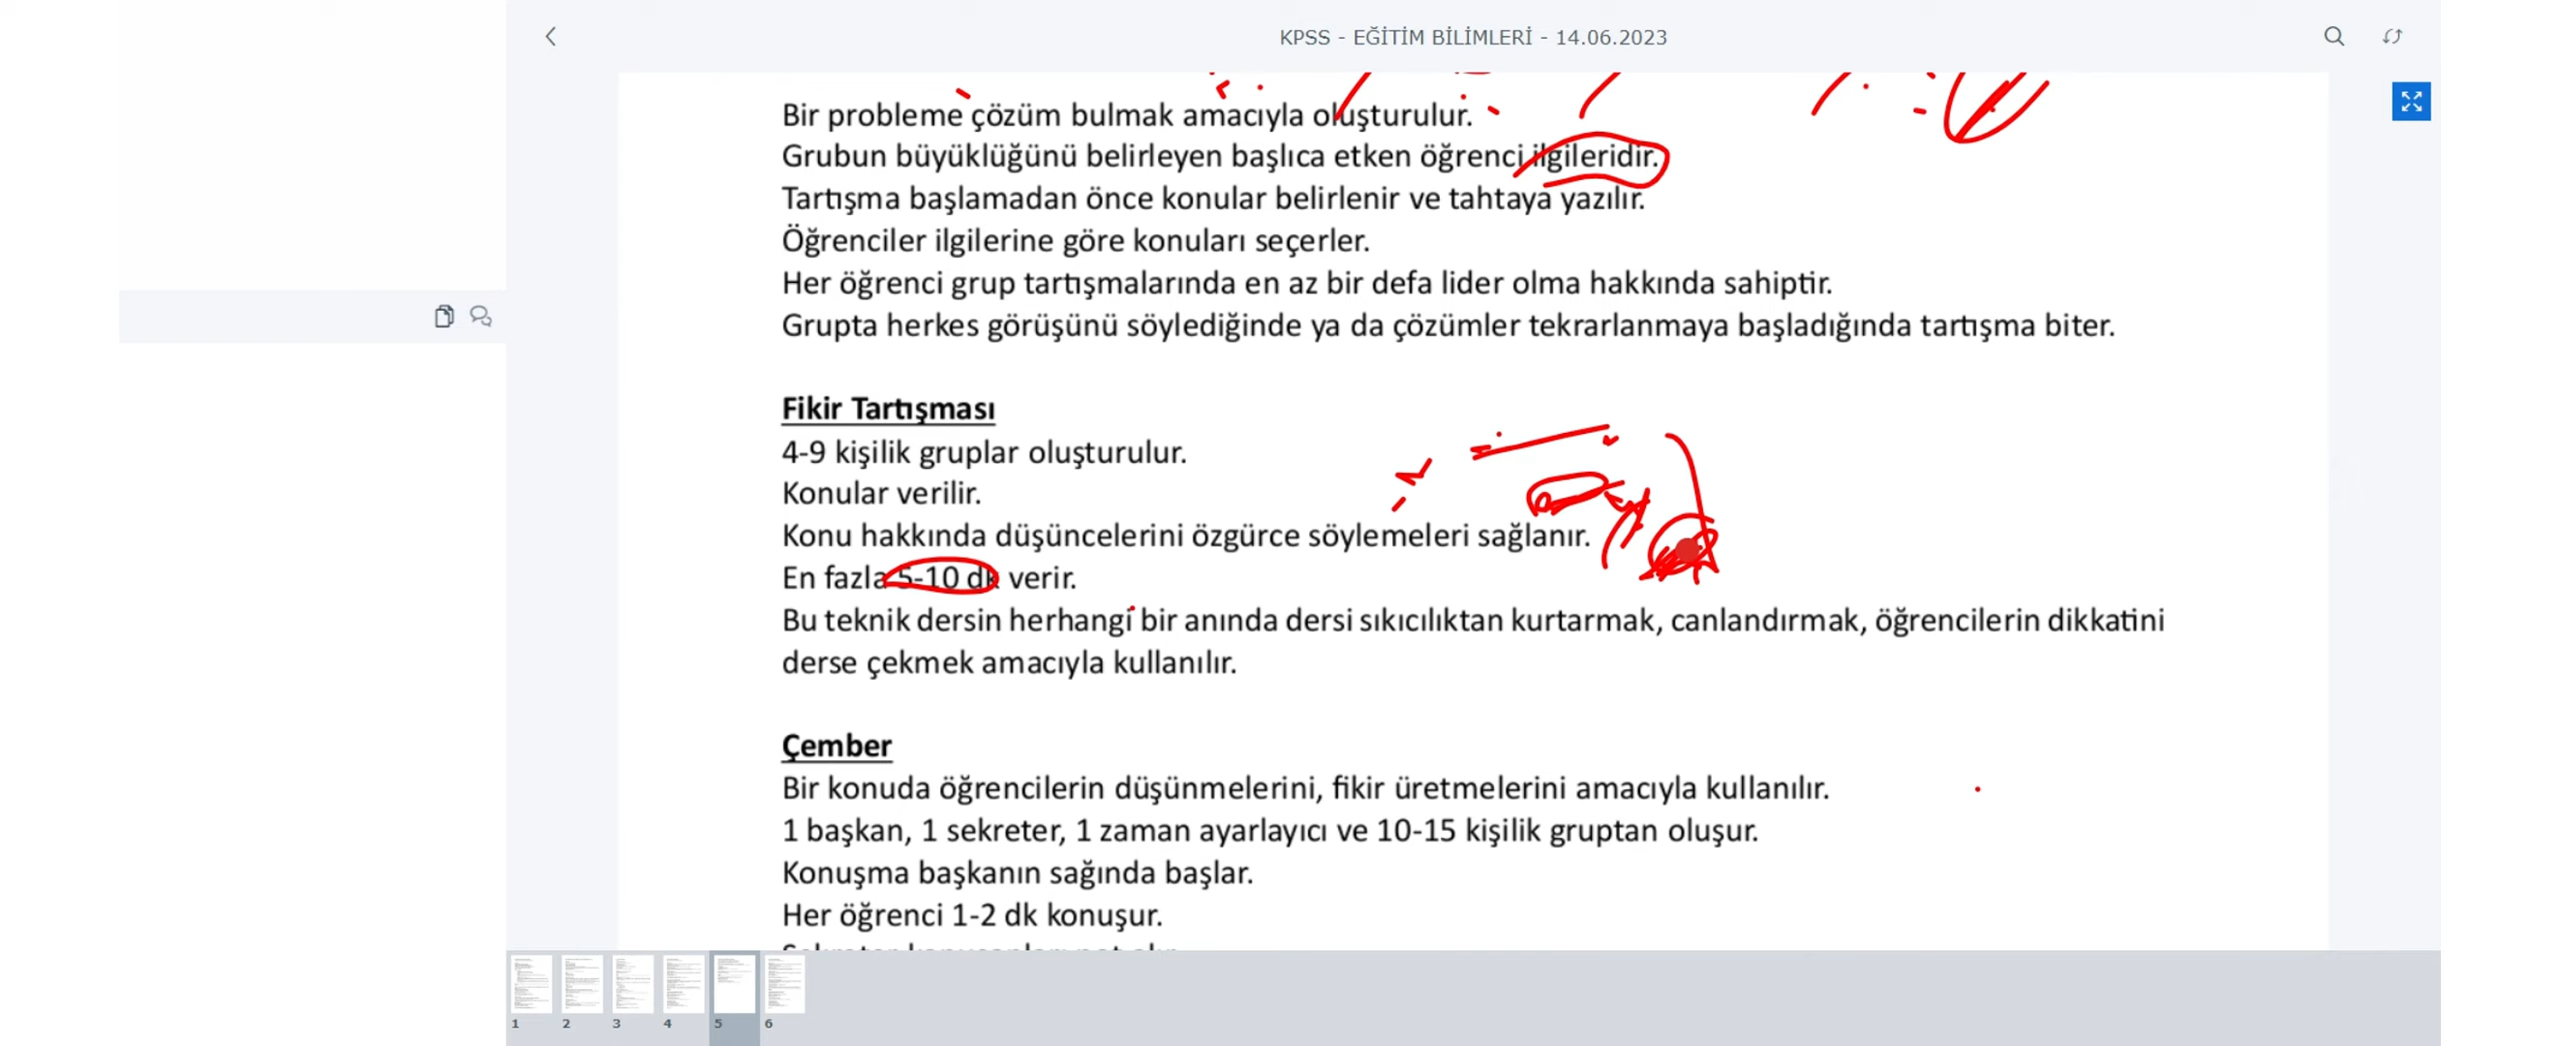 KPSS - EĞİTİM BİLİMLERİ - 14.06.2023
Bir probleme çözüm bulmak amacıyla oluşturulur.
Grubun büyüklüğünü belirleyen başlıca etken öğrenci ilgileridir.
Tartışma başlamadan önce konular belirlenir ve tahtaya yazılır.
Öğrenciler ilgilerine göre konuları seçerler.
Her öğrenci grup tartışmalarında en az bir defa lider olma hakkında sahiptir.
Grupta herkes görüşünü söylediğinde ya da çözümler tekrarlanmaya başladığında tartışma biter.
Fikir Tartışması
4-9 kişilik gruplar oluşturulur.
Konular verilir.
Konu hakkında düşüncelerini özgürce söylemeleri sağlanır.
En fazla 5-10 dk verir.
Bu teknik dersin herhangi bir anında dersi sıkıcılıktan kurtarmak, canlandırmak, öğrencilerin dikkatini
derse çekmek amacıyla kullanılır.
Çember
Bir konuda öğrencilerin düşünmelerini, fikir üretmelerini amacıyla kullanılır.
1 başkan, 1 sekreter, 1 zaman ayarlayıcı ve 10-15 kişilik gruptan oluşur.
Konuşma başkanın sağında başlar.
Her öğrenci 1-2 dk konuşur.
1 2 3 4 5 6